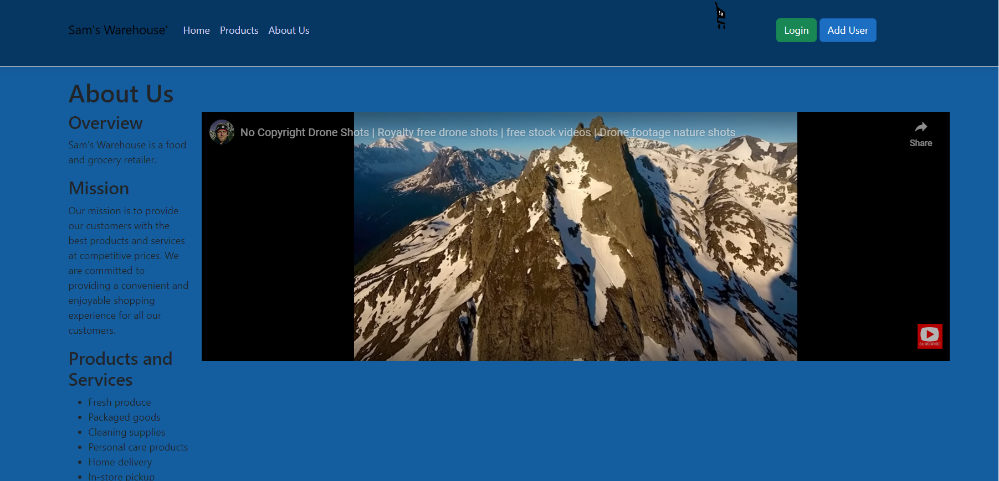 Sam's Warehouse' Home Products About Us SW Login Add User
About Us
Overview
Sam's Warehouse is a food
and grocery retailer.
Mission
Our mission is to provide
our customers with the
best products and services
at competitive prices. We
are committed to
providing a convenient and
enjoyable shopping
experience for all our
customers.
Products and
Services
Fresh produce
Packaged goods
Cleaning supplies
Personal care products
Home delivery
In-store pickup
No Copyright Drone Shots | Royalty free drone shots | free stock videos | Drone footage nature shots
Share
SUBSCRIBE